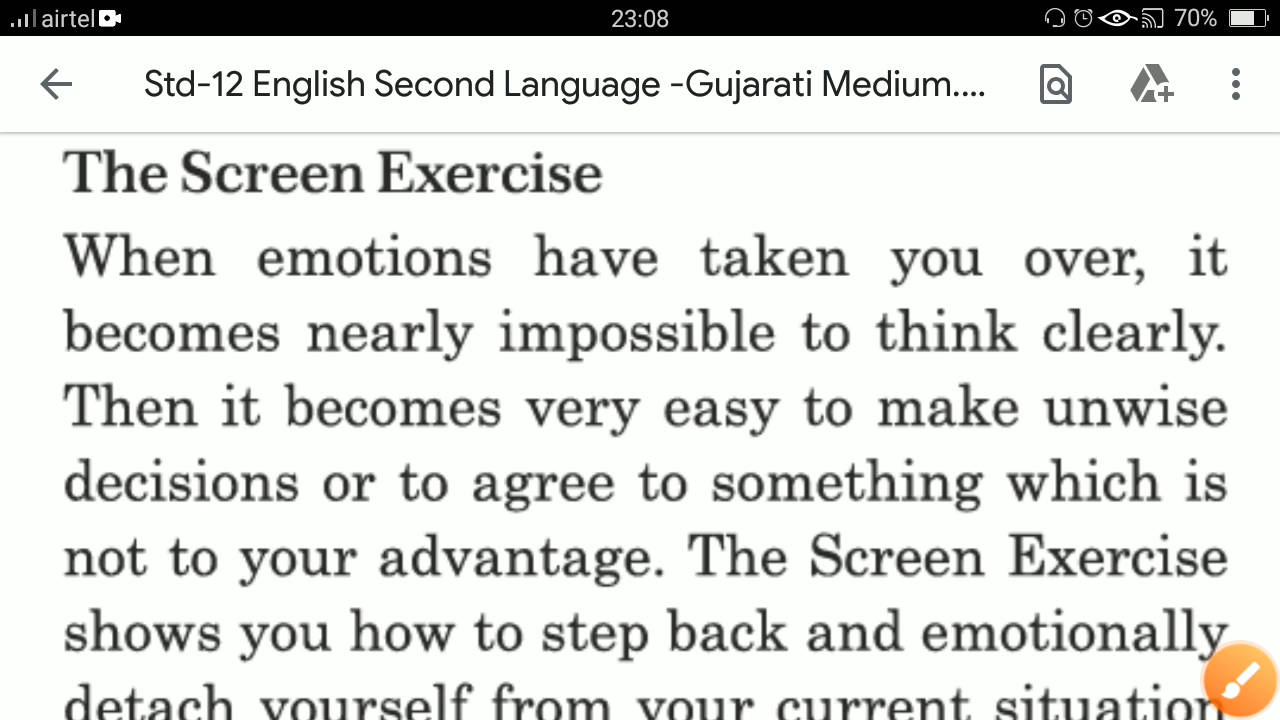 airtel 23:08 70%
Std-12 English Second Language -Gujarati Medium....
The Screen Exercise
When emotions have taken you over, it
becomes nearly impossible to think clearly.
Then it becomes very easy to make unwise
decisions or to agree to something which is
not to your advantage. The Screen Exercise
shows you how to step back and emotionally
detach yourself from your current situation